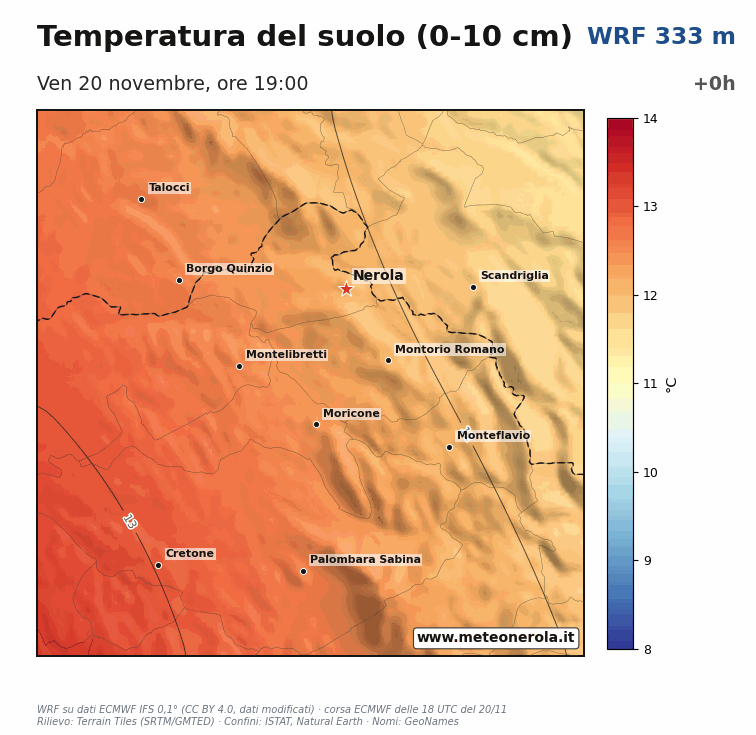 Temperatura del suolo (0-10 cm) WRF 333 m
Ven 20 novembre, ore 19:00 +0h
Talocci
Borgo Quinzio
Nerola
Scandriglia
Montelibretti
Montorio Romano
Moricone
Monteflavio
13
Cretone
Palombara Sabina
www.meteonerola.it
14
13
12
11
10
9
8
°C
WRF su dati ECMWF IFS 0,1° (CC BY 4.0, dati modificati) · corsa ECMWF delle 18 UTC del 20/11
Rilievo: Terrain Tiles (SRTM/GMTED) · Confini: ISTAT, Natural Earth · Nomi: GeoNames